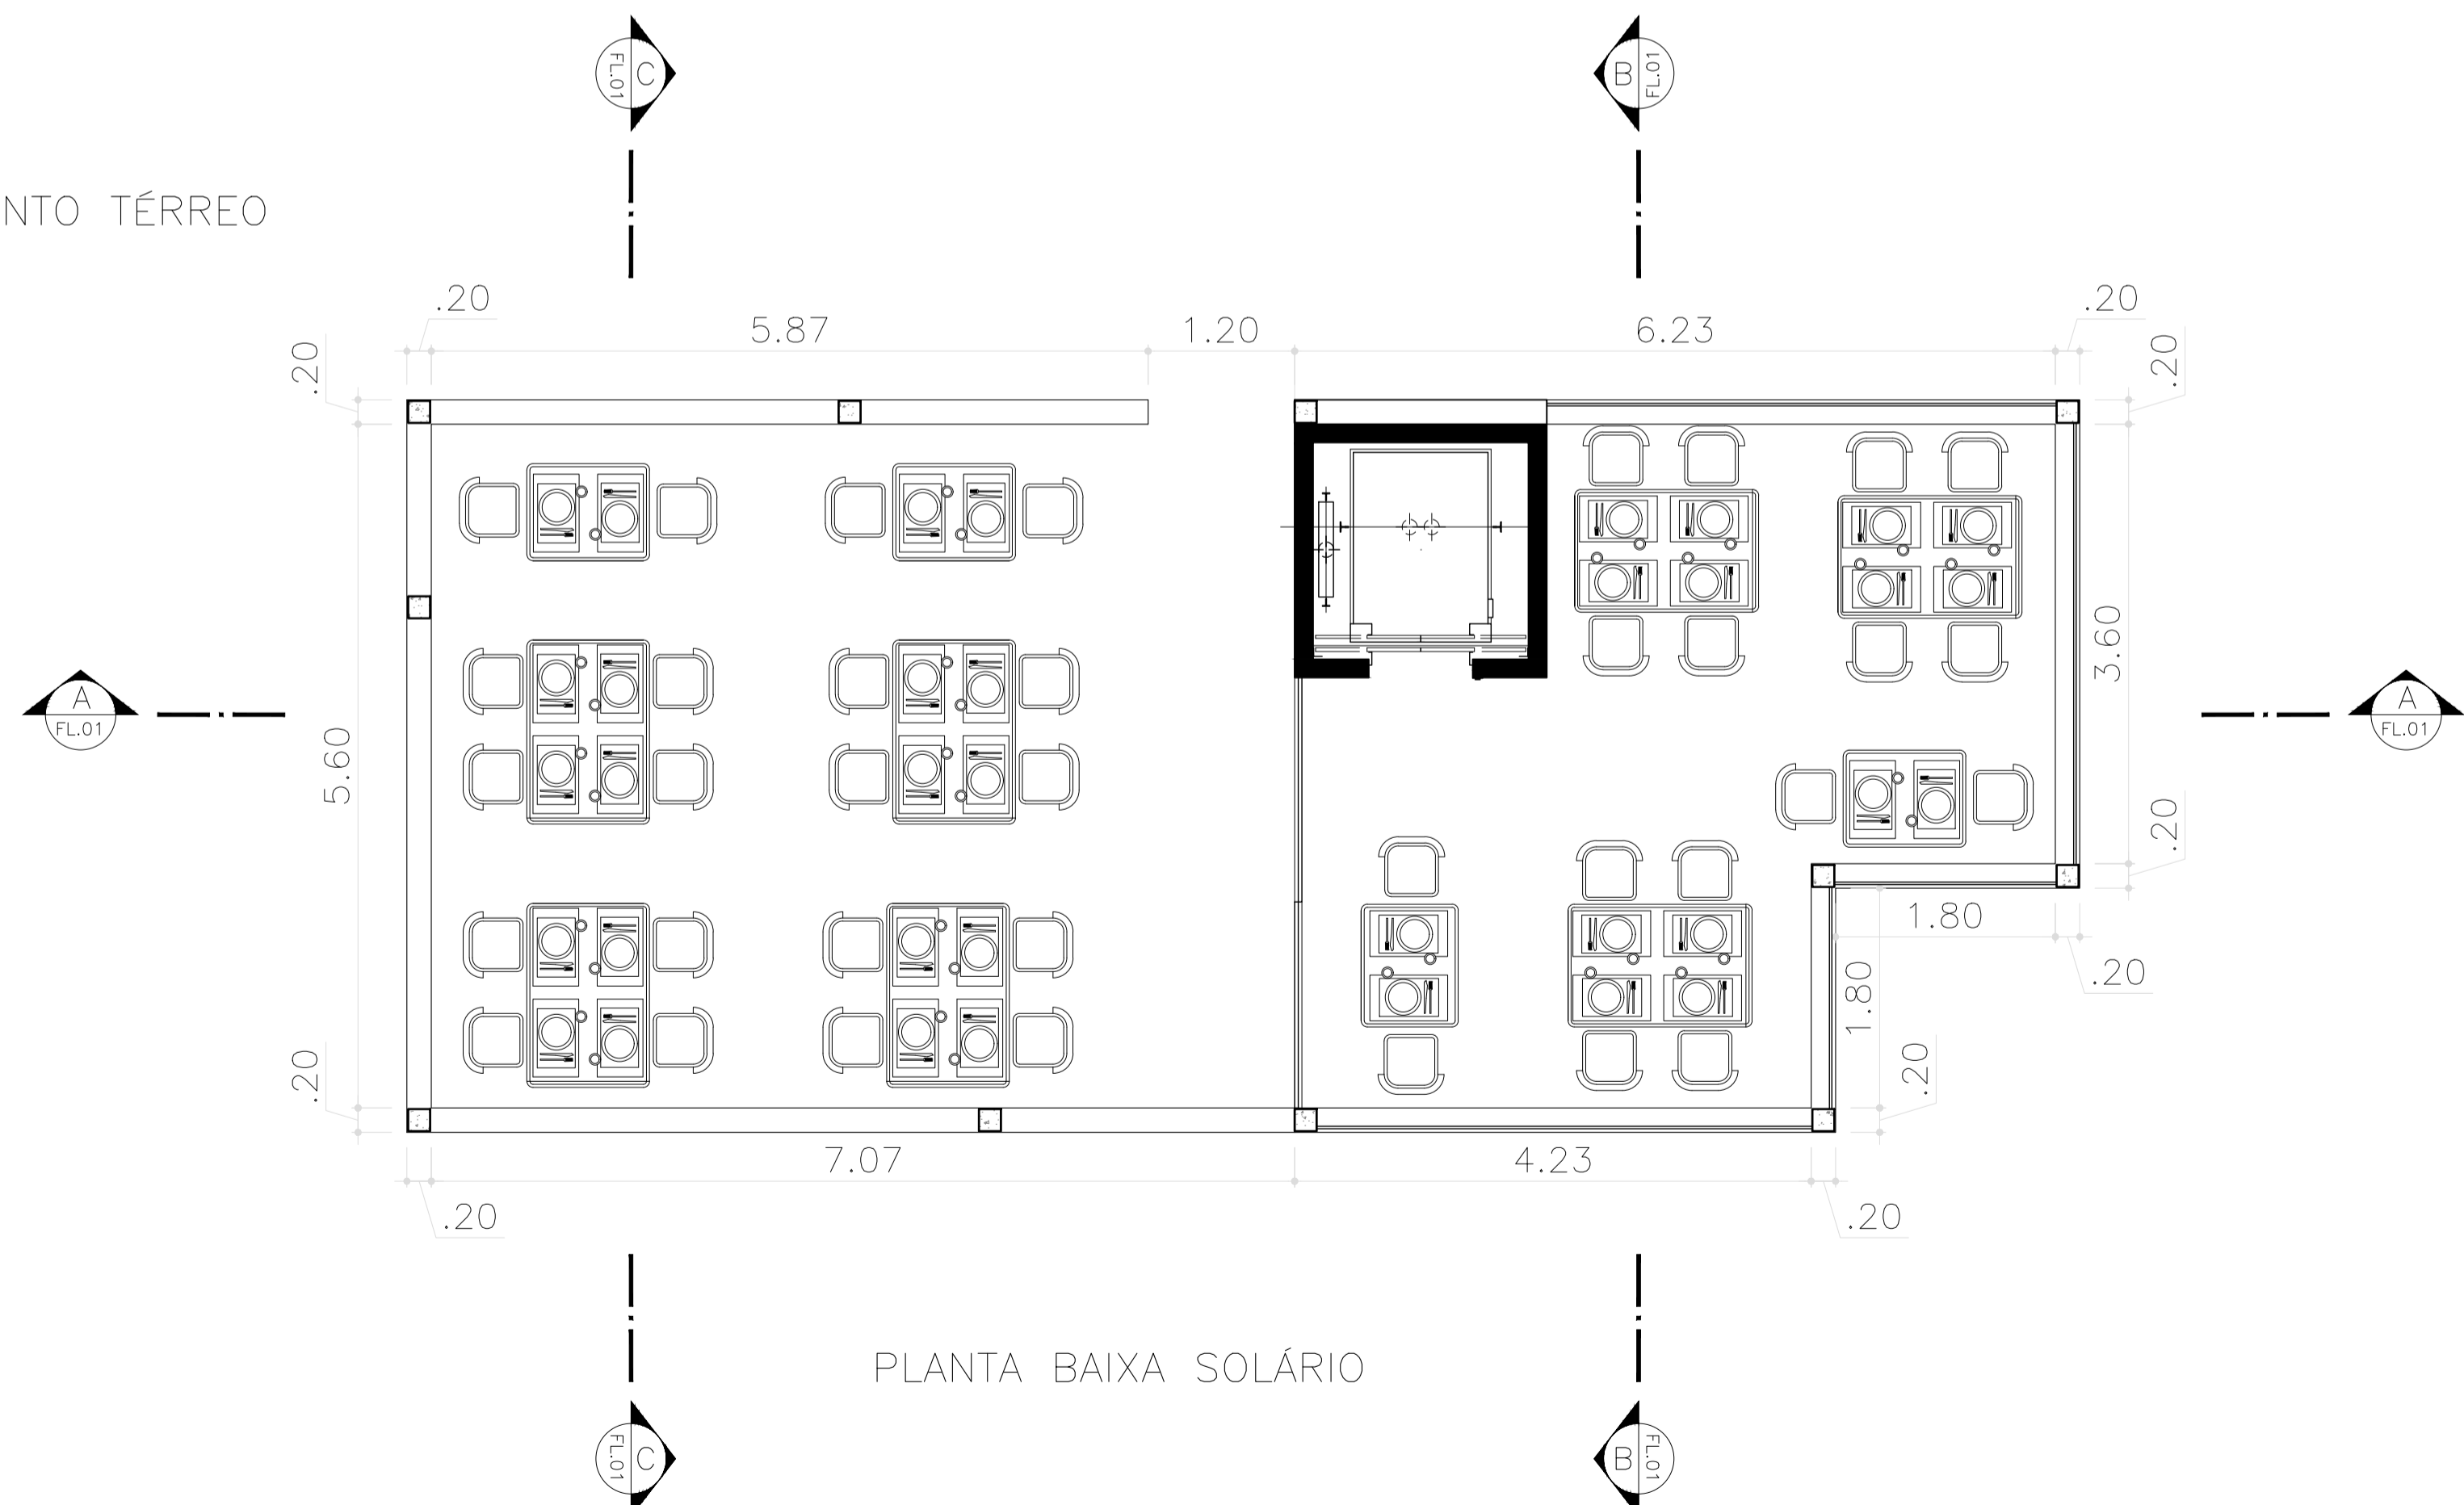 C
FL.01
B
FL.01
NTO TÉRREO
.20
5.87
1.20
6.23
.20
.20
.20
A
FL.01
5.60
3.60
A
FL.01
.20
1.80
1.80
.20
.20
.20
7.07
4.23
.20
.20
PLANTA BAIXA SOLÁRIO
C
FL.01
B
FL.01